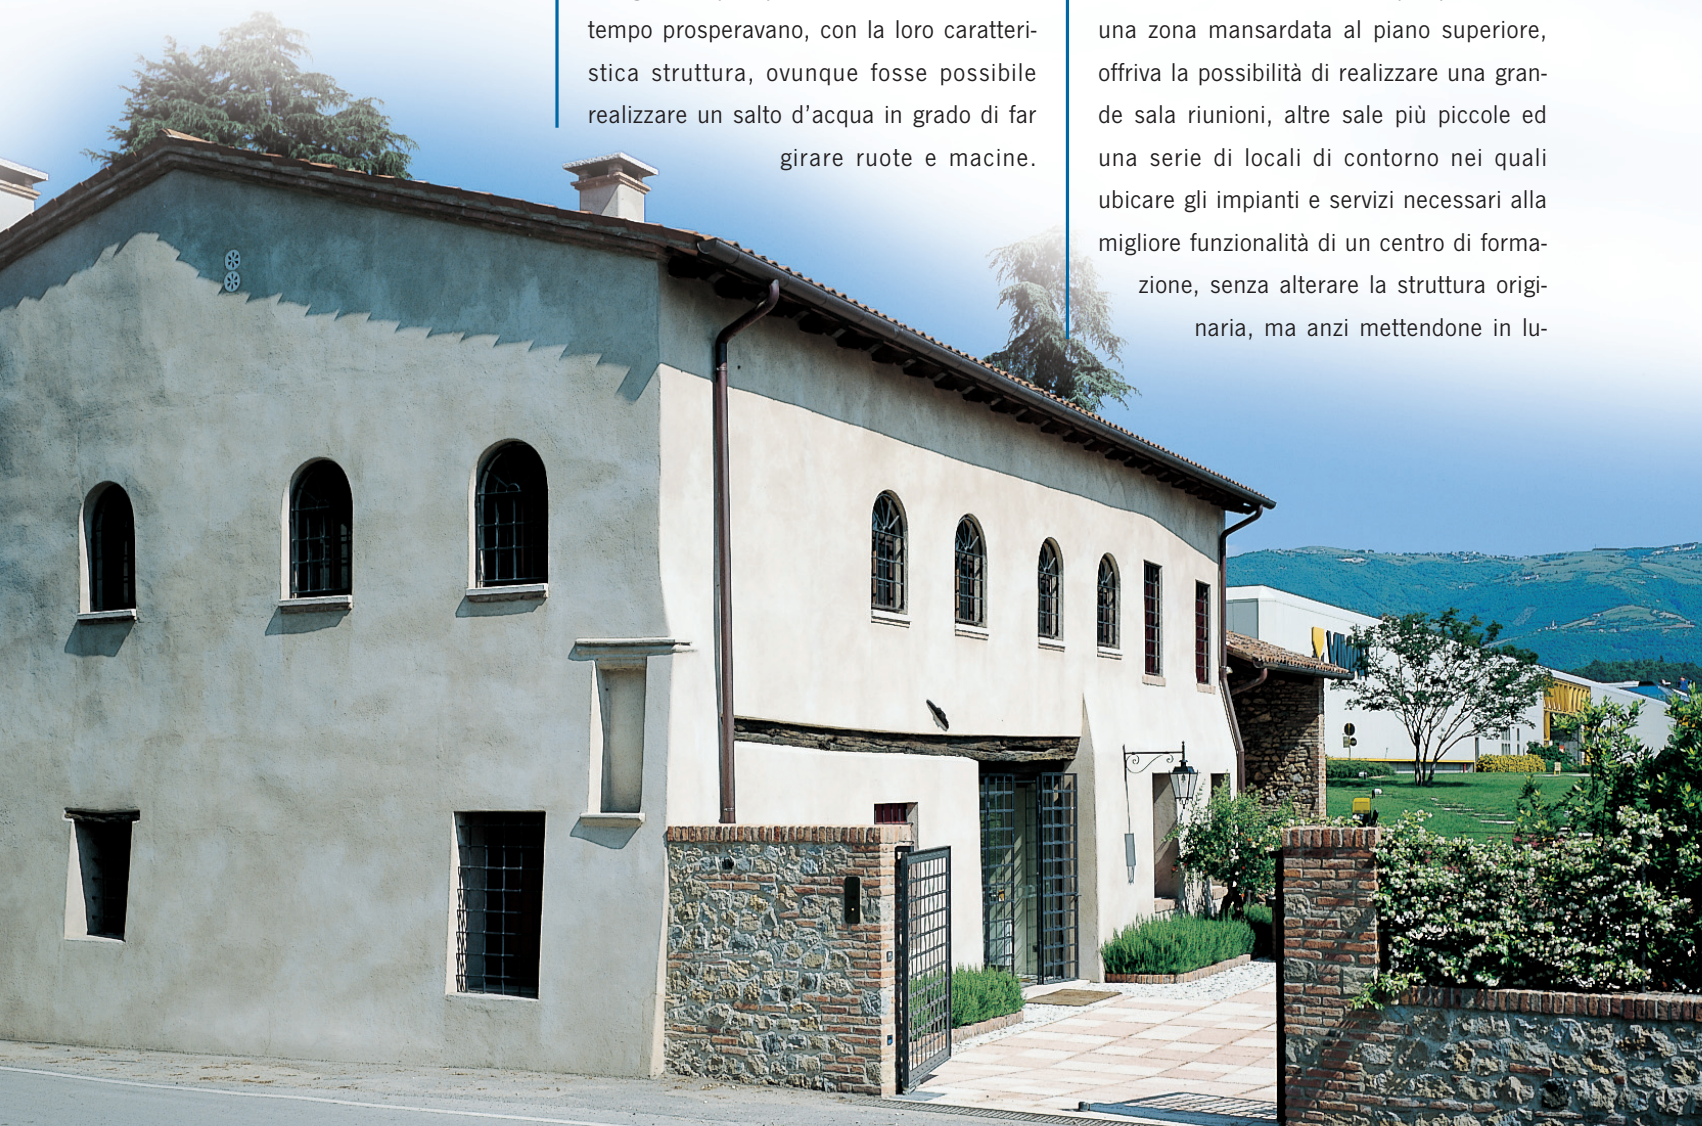 tempo prosperavano, con la loro caratteri-
stica struttura, ovunque fosse possibile
realizzare un salto d'acqua in grado di far
girare ruote e macine.
una zona mansardata al piano superiore,
offriva la possibilità di realizzare una gran-
de sala riunioni, altre sale più piccole ed
una serie di locali di contorno nei quali
ubicare gli impianti e servizi necessari alla
migliore funzionalità di un centro di forma-
zione, senza alterare la struttura origi-
naria, ma anzi mettendone in lu-